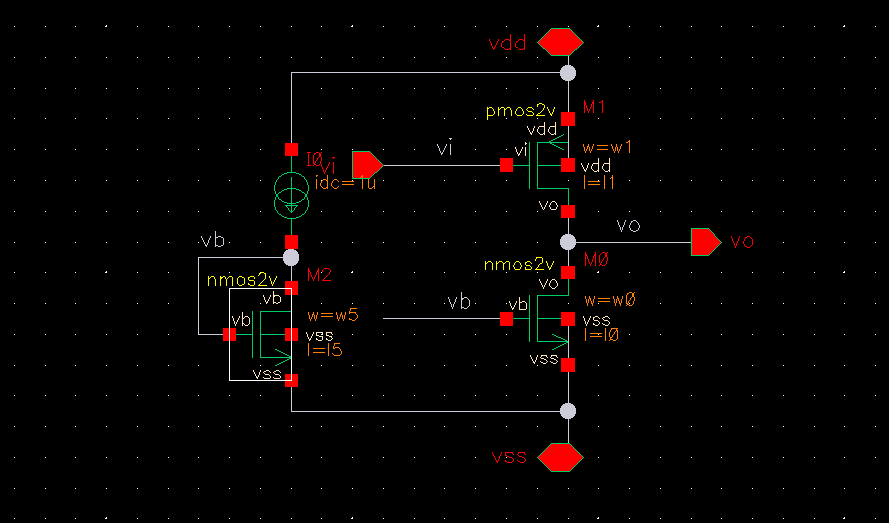 vdd
pmos2v
M1
vdd
w=w1
vi
vi
vdd
I0
vi
l=l1
idc=1u
vo
vo
vo
vb
M0
nmos2v
M2
nmos2v
vo
vb
w=w0
vb
vb
w=w5
vb
vss
vss
l=l0
l=l5
vss
vss
vss